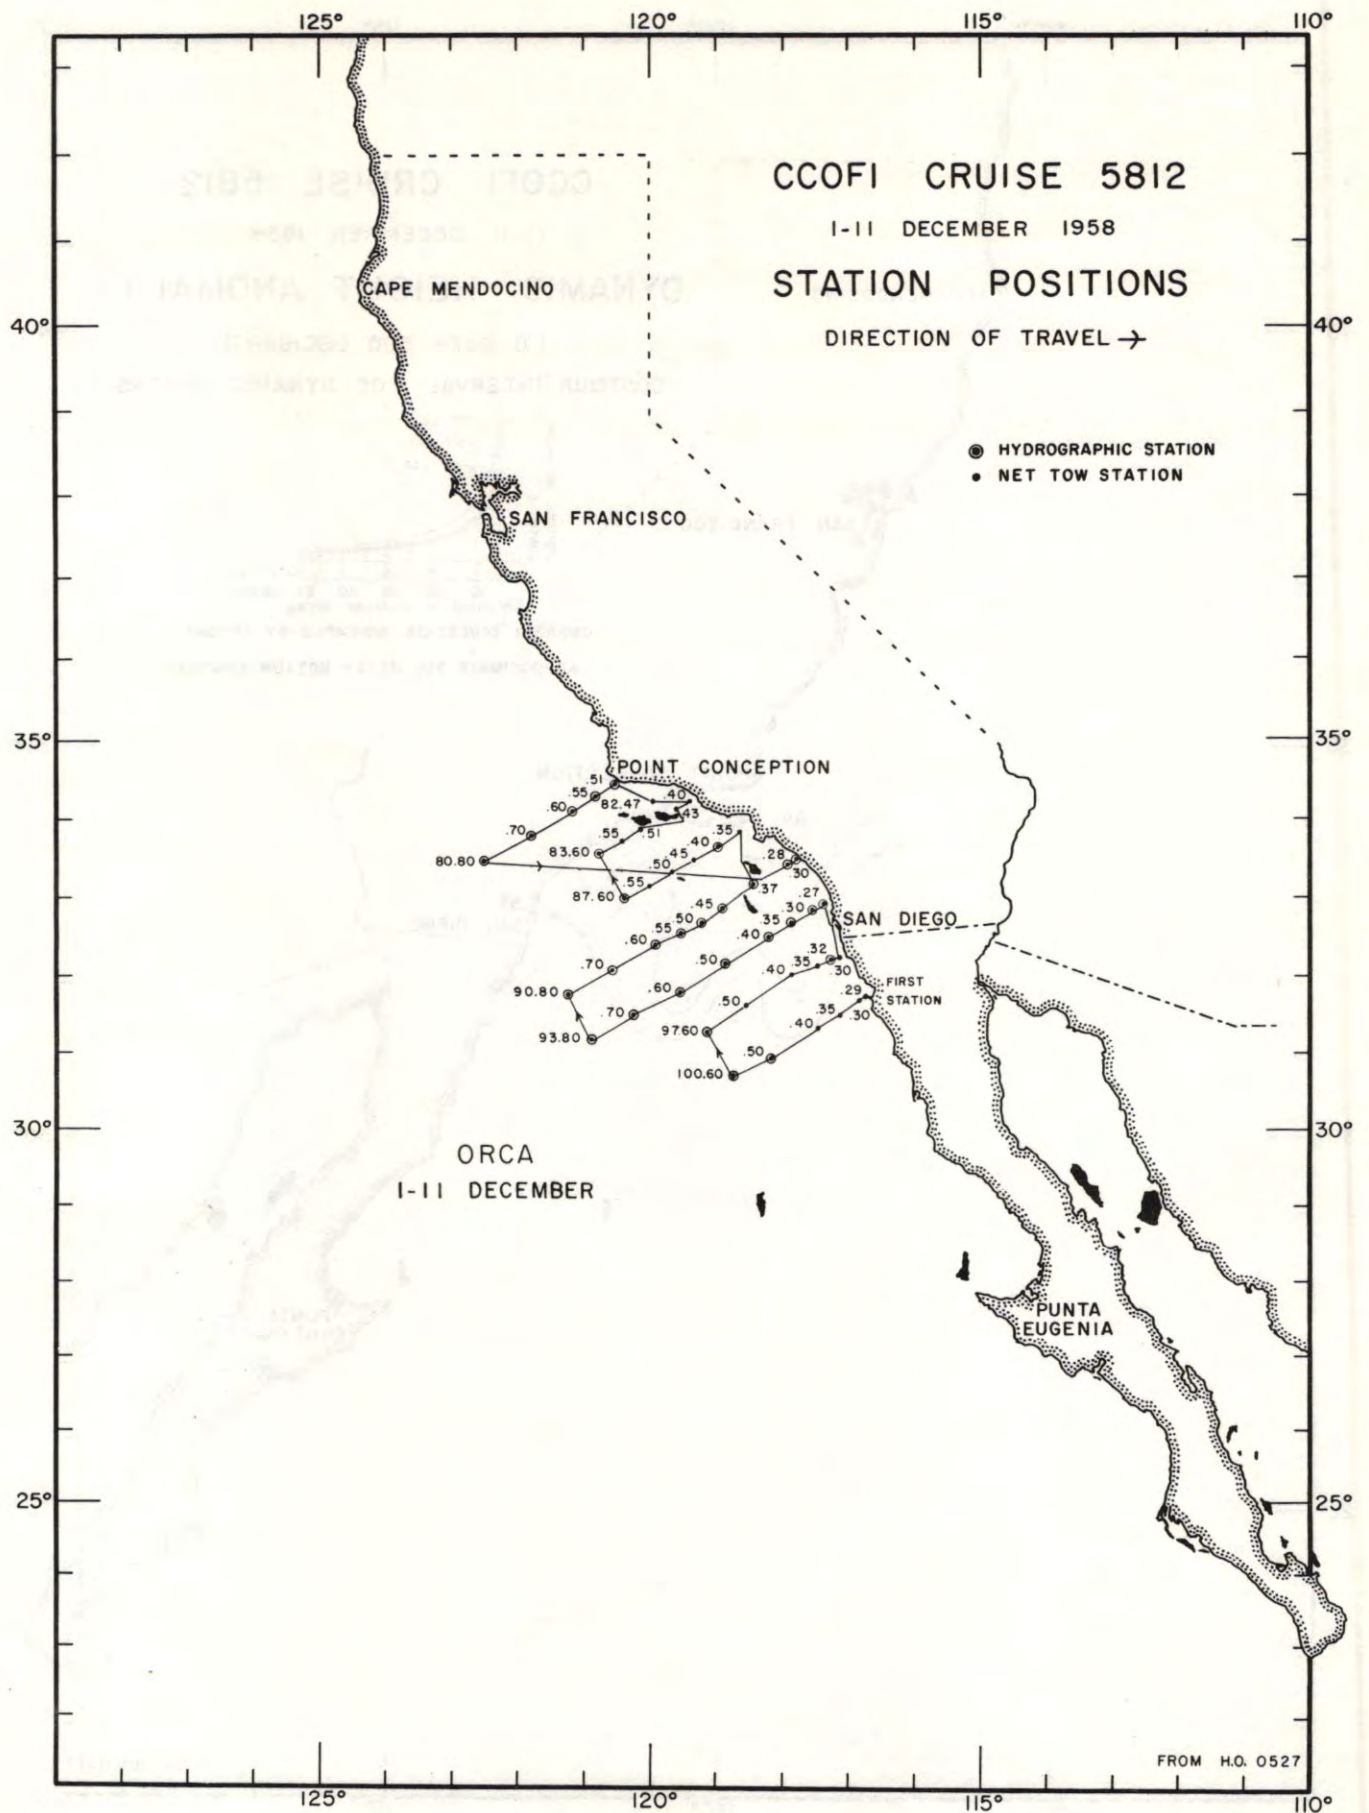 125° 120° 115° 110°
CCOFI CRUISE 5812
1-11 DECEMBER 1958
STATION POSITIONS
DIRECTION OF TRAVEL →
CAPE MENDOCINO
40° 40°
HYDROGRAPHIC STATION
NET TOW STATION
SAN FRANCISCO
35° 35°
POINT CONCEPTION
.51
.55
.60
.70
80.80
82.47
.40
.43
.51
.55
83.60
.35
.40
.45
.50
.55
87.60
.28
.30
.37
.45
.50
.55
.60
.70
90.80
.27
.30
.35
.40
.50
.60
.70
93.80
SAN DIEGO
.32
.30
.35
.40
.50
97.60
FIRST
STATION
.29
.30
.35
.40
.50
100.60
30° 30°
ORCA
1-11 DECEMBER
PUNTA
EUGENIA
25° 25°
FROM H.O. 0527
125° 120° 115° 110°